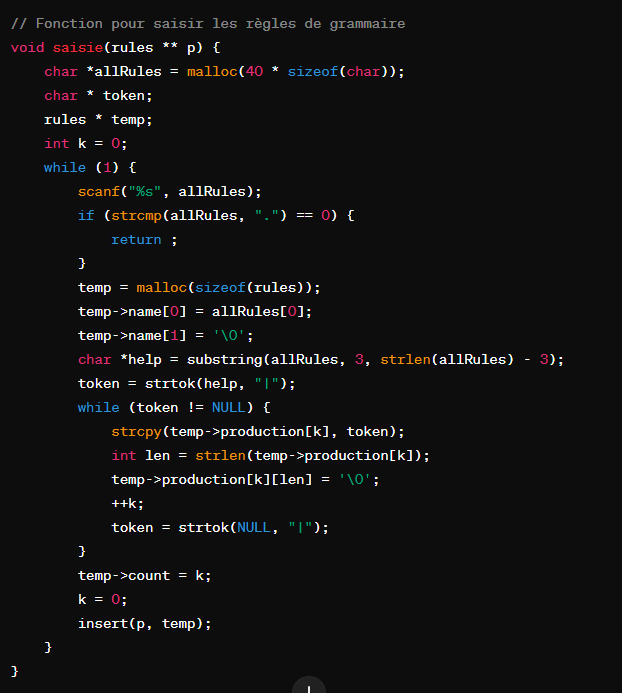 // Fonction pour saisir les règles de grammaire
void saisie(rules ** p) {
    char *allRules = malloc(40 * sizeof(char));
    char * token;
    rules * temp;
    int k = 0;
    while (1) {
        scanf("%s", allRules);
        if (strcmp(allRules, ".") == 0) {
            return ;
        }
        temp = malloc(sizeof(rules));
        temp->name[0] = allRules[0];
        temp->name[1] = '\0';
        char *help = substring(allRules, 3, strlen(allRules) - 3);
        token = strtok(help, "|");
        while (token != NULL) {
            strcpy(temp->production[k], token);
            int len = strlen(temp->production[k]);
            temp->production[k][len] = '\0';
            ++k;
            token = strtok(NULL, "|");
        }
        temp->count = k;
        k = 0;
        insert(p, temp);
    }
}